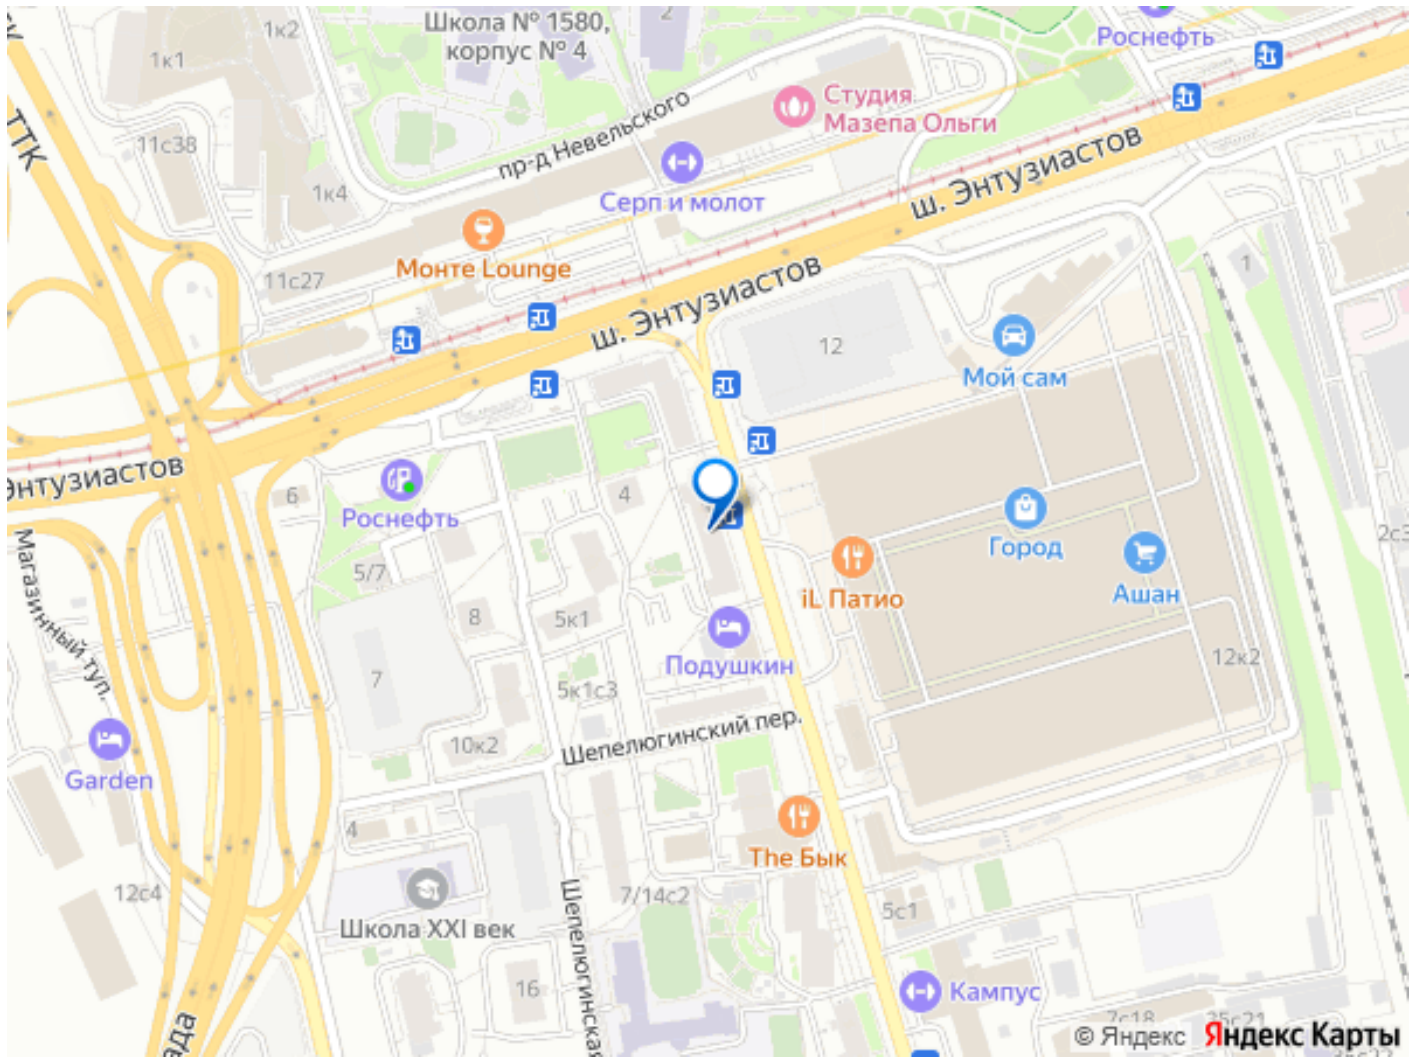 Школа № 1580,
корпус № 4
2
1к2
1к1
Роснефть
ТТК
Студия
Мазепа Ольги
11с38
пр-д Невельского
ш. Энтузиастов
1к4
Серп и молот
Монте Lounge
11с27
1
ш. Энтузиастов
12
Мой сам
Энтузиастов
6
4
Роснефть
Город
2с3
Магазинный туп.
5/7
iL Патио
Ашан
8
5к1
Подушкин
12к2
7
5к1с3
Шепелюгинский пер.
10к2
Garden
4
The Бык
12с4
7/14с2
5с1
Школа XXI век
Шепелюгинская
16
Кампус
7с18
25с21
© Яндекс Яндекс Карты